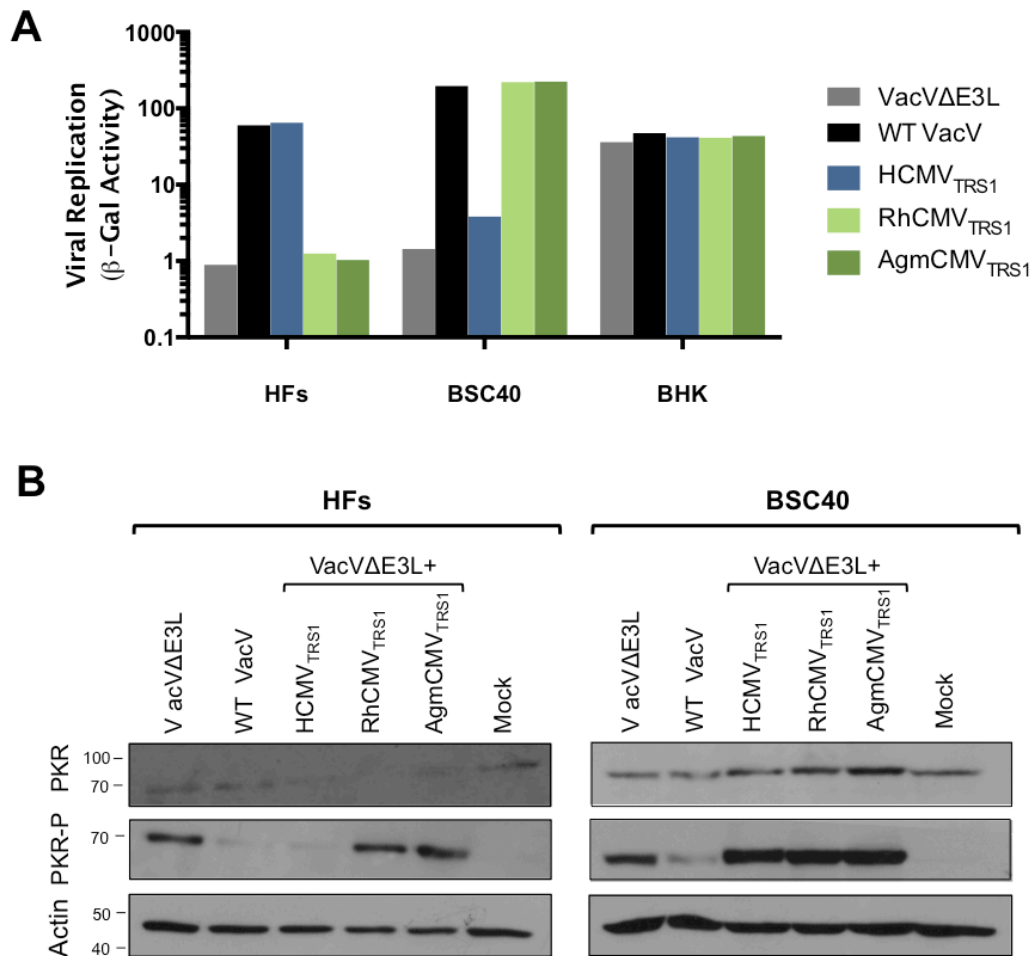 A
Viral Replication
(β-Gal Activity)
1000
100
10
1
0.1
HFs
BSC40
BHK
VacVΔE3L
WT VacV
HCMVTRS1
RhCMVTRS1
AgmCMVTRS1
B
HFs
VacVΔE3L+
V acVΔE3L
WT VacV
HCMVTRS1
RhCMVTRS1
AgmCMVTRS1
Mock
BSC40
VacVΔE3L+
V acVΔE3L
WT VacV
HCMVTRS1
RhCMVTRS1
AgmCMVTRS1
Mock
PKR
100
70
PKR-P
70
Actin
50
40